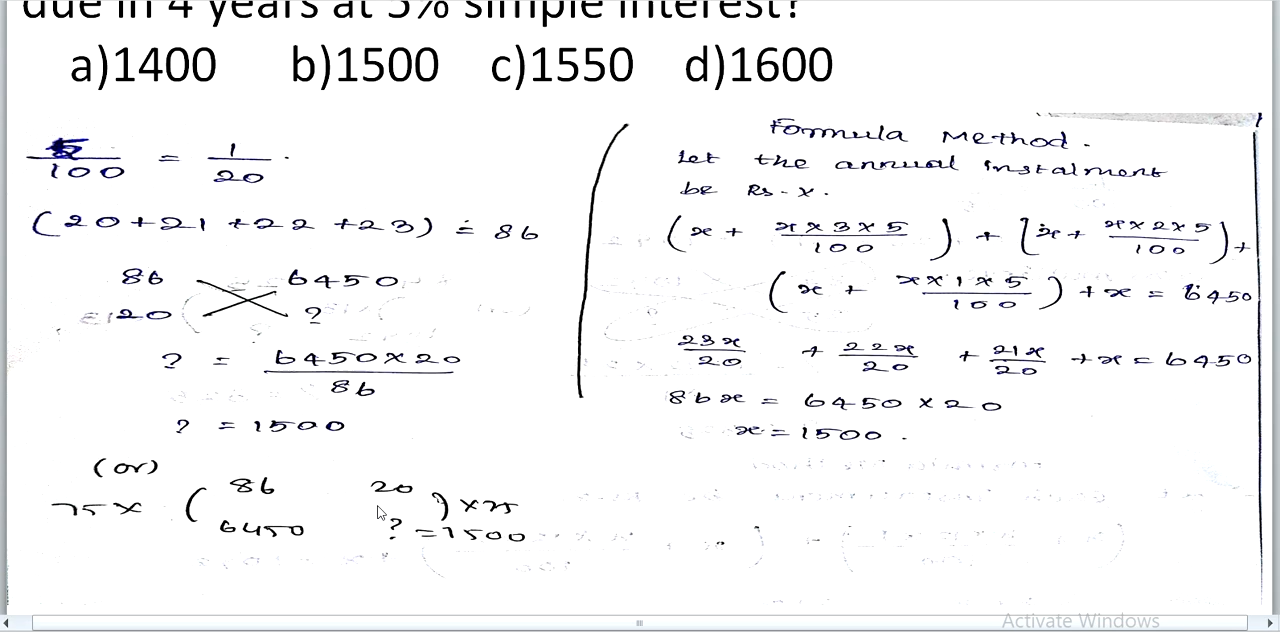 due in 4 years at 5% simple interest?
a)1400 b)1500 c)1550 d)1600
5/100 = 1/20 .
(20+21+22+23) = 86
86 6450
20 ?
? = 6450×20/86
? = 1500
(or)
75× ( 86 20 ) ×75
6450 ? = 1500
Formula Method.
Let the annual instalment
be Rs - x.
(x + x×3×5/100) + [x + x×2×5/100) +
(x + x×1×5/100) + x = 6450
23x/20 + 22x/20 + 21x/20 + x = 6450
86x = 6450×20
x = 1500 .
Activate Windows